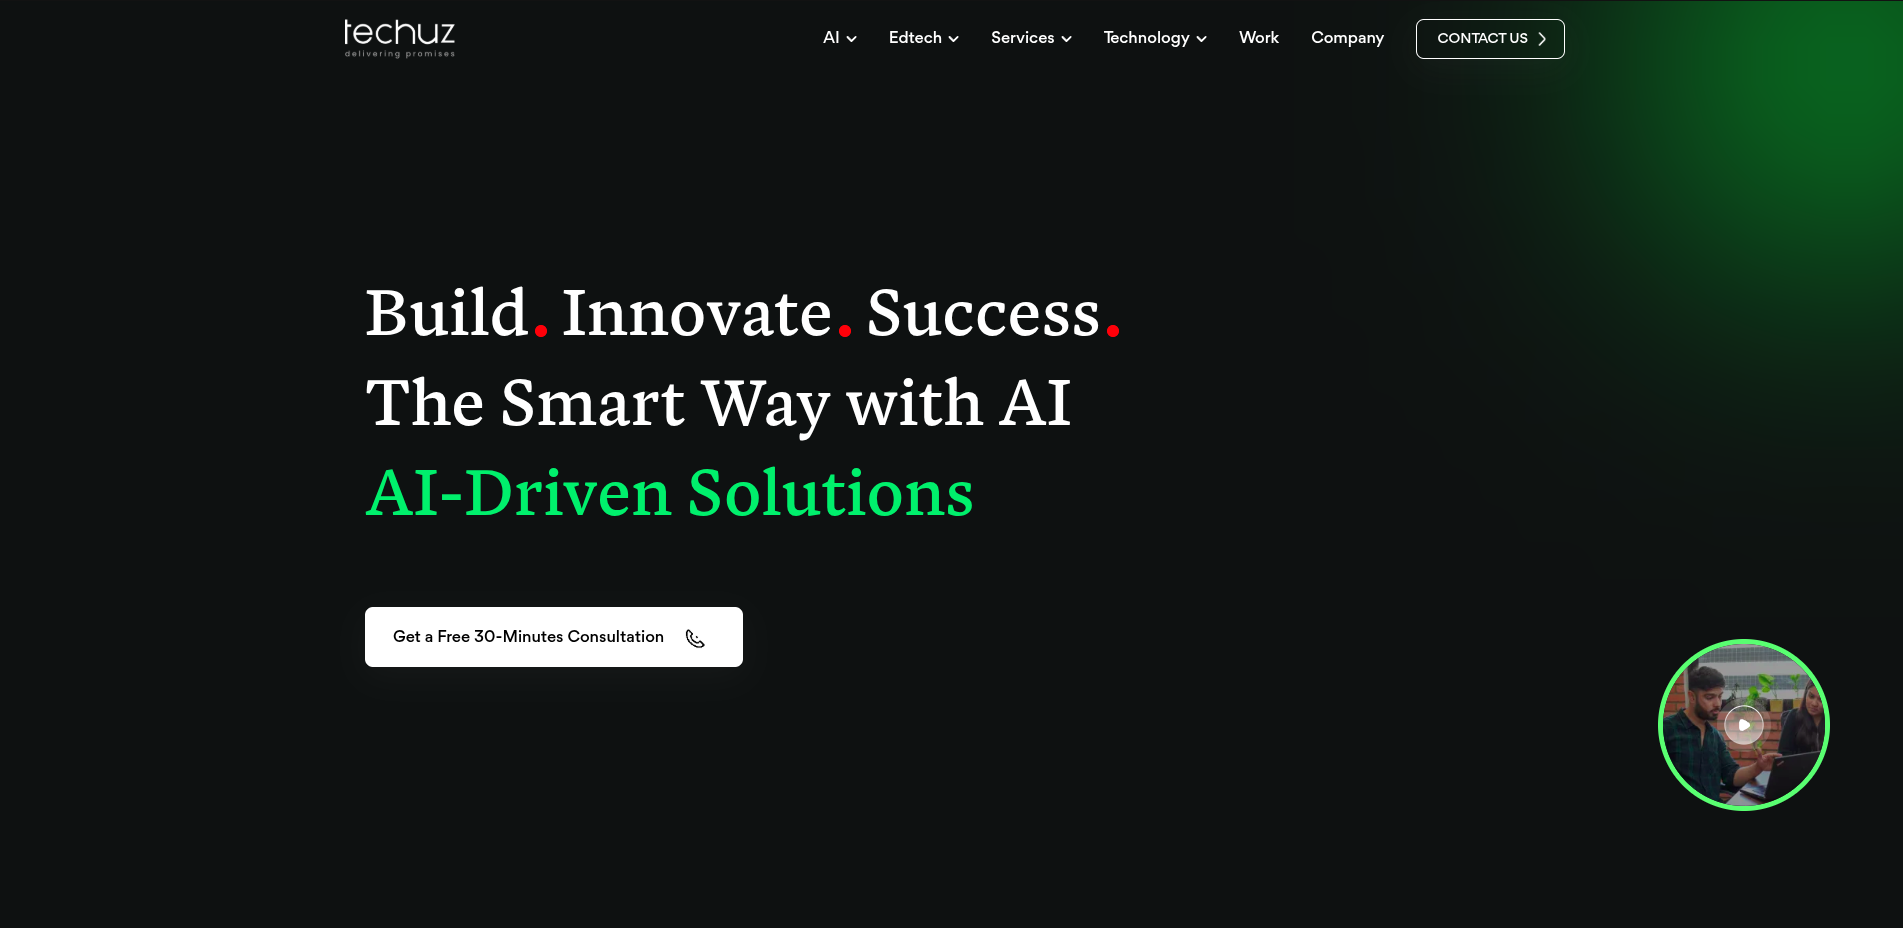 techuz
delivering promises
AI
Edtech
Services
Technology
Work
Company
CONTACT US
Build. Innovate. Success.
The Smart Way with AI
AI-Driven Solutions
Get a Free 30-Minutes Consultation